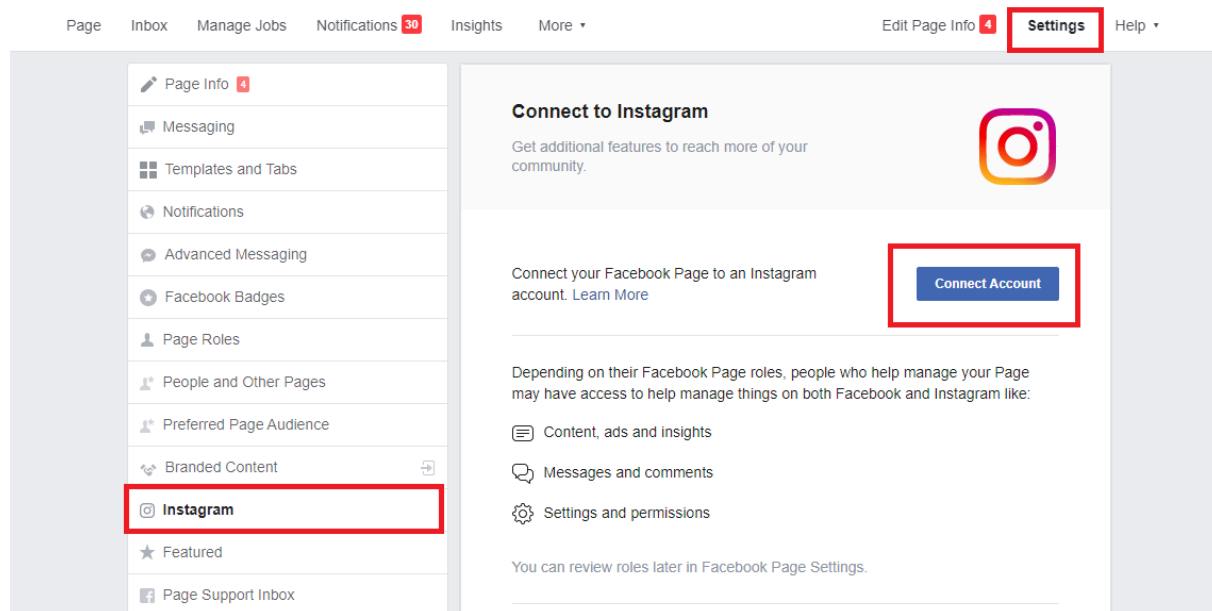 Page Inbox Manage Jobs Notifications 30 Insights More Edit Page Info 4 Settings Help
Page Info 4
Messaging
Templates and Tabs
Notifications
Advanced Messaging
Facebook Badges
Page Roles
People and Other Pages
Preferred Page Audience
Branded Content
Instagram
Featured
Page Support Inbox
Connect to Instagram
Get additional features to reach more of your
community.
Connect your Facebook Page to an Instagram
account. Learn More
Connect Account
Depending on their Facebook Page roles, people who help manage your Page
may have access to help manage things on both Facebook and Instagram like:
Content, ads and insights
Messages and comments
Settings and permissions
You can review roles later in Facebook Page Settings.